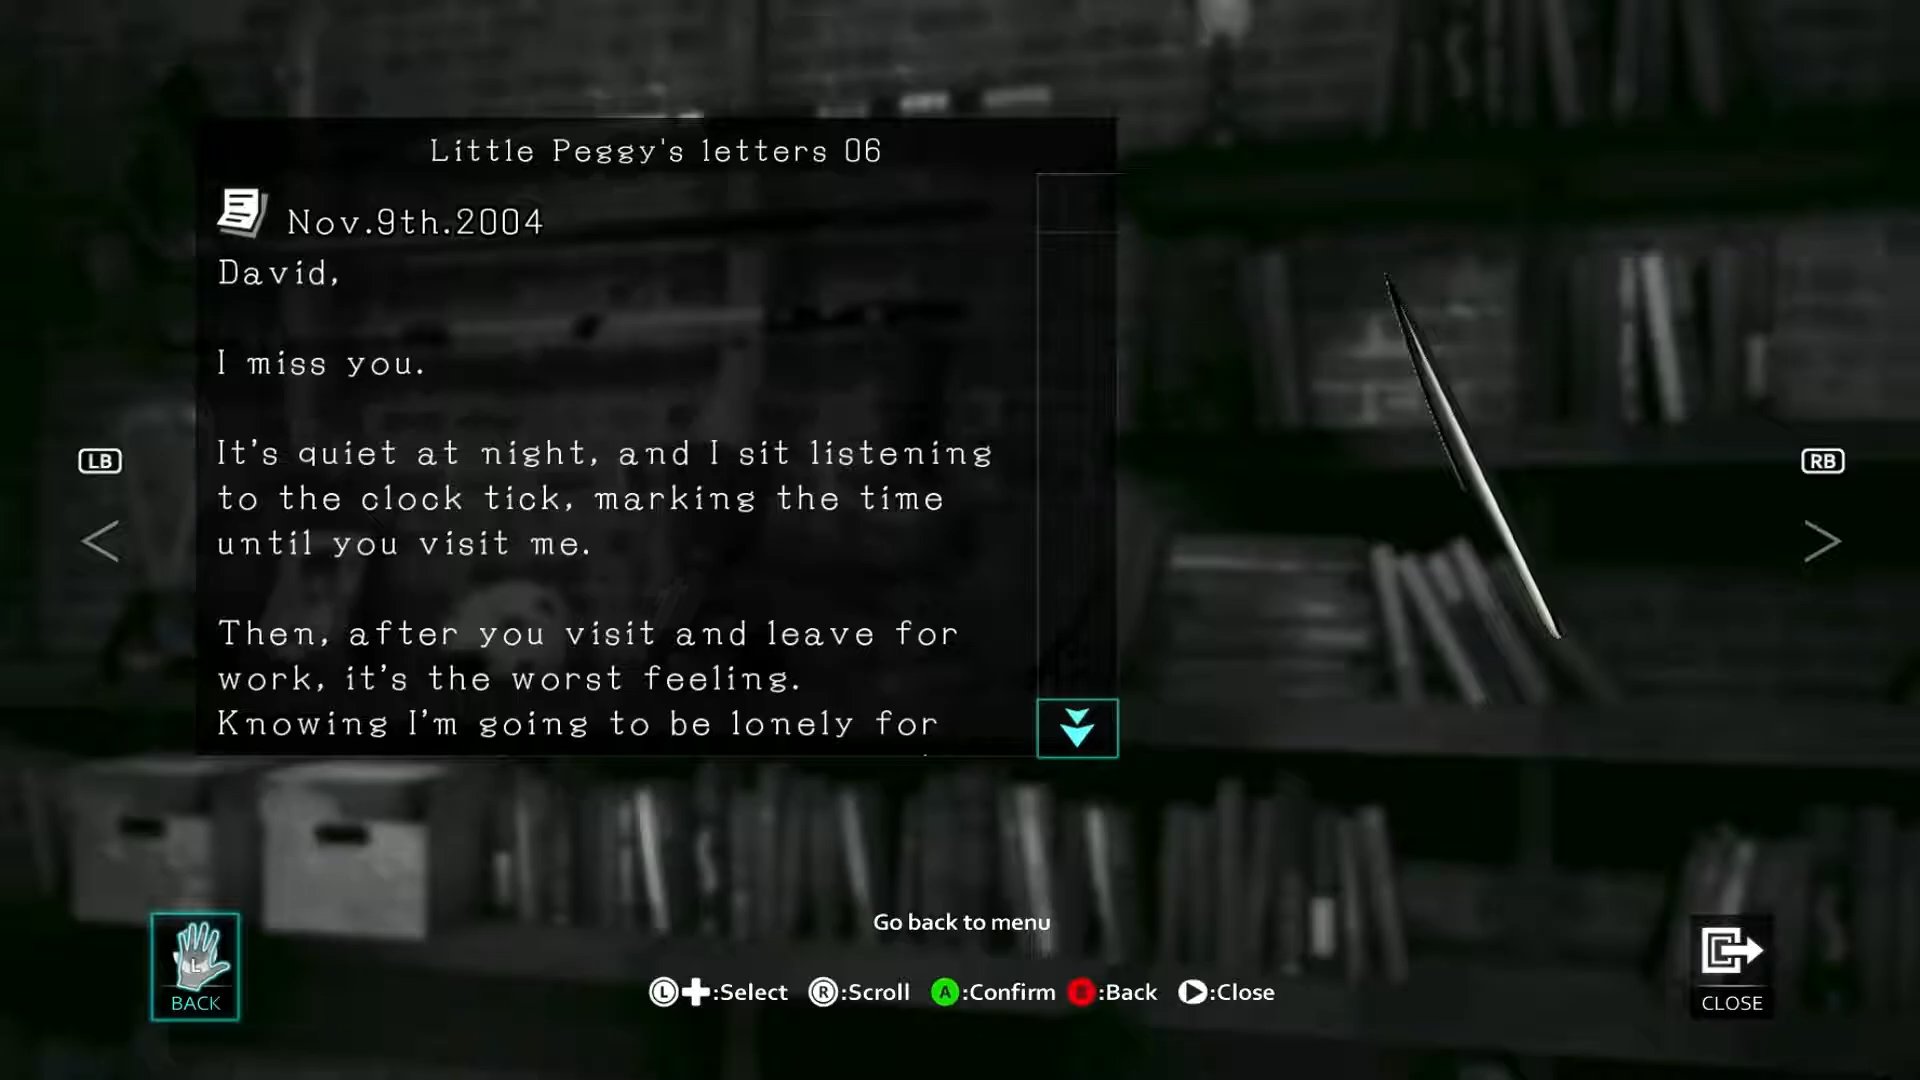 Little Peggy's letters 06
Nov.9th.2004
David,
I miss you.
It's quiet at night, and I sit listening
to the clock tick, marking the time
until you visit me.
Then, after you visit and leave for
work, it's the worst feeling.
Knowing I'm going to be lonely for
LB
RB
<
>
Go back to menu
L
BACK
L:Select R:Scroll A:Confirm B:Back :Close
CLOSE